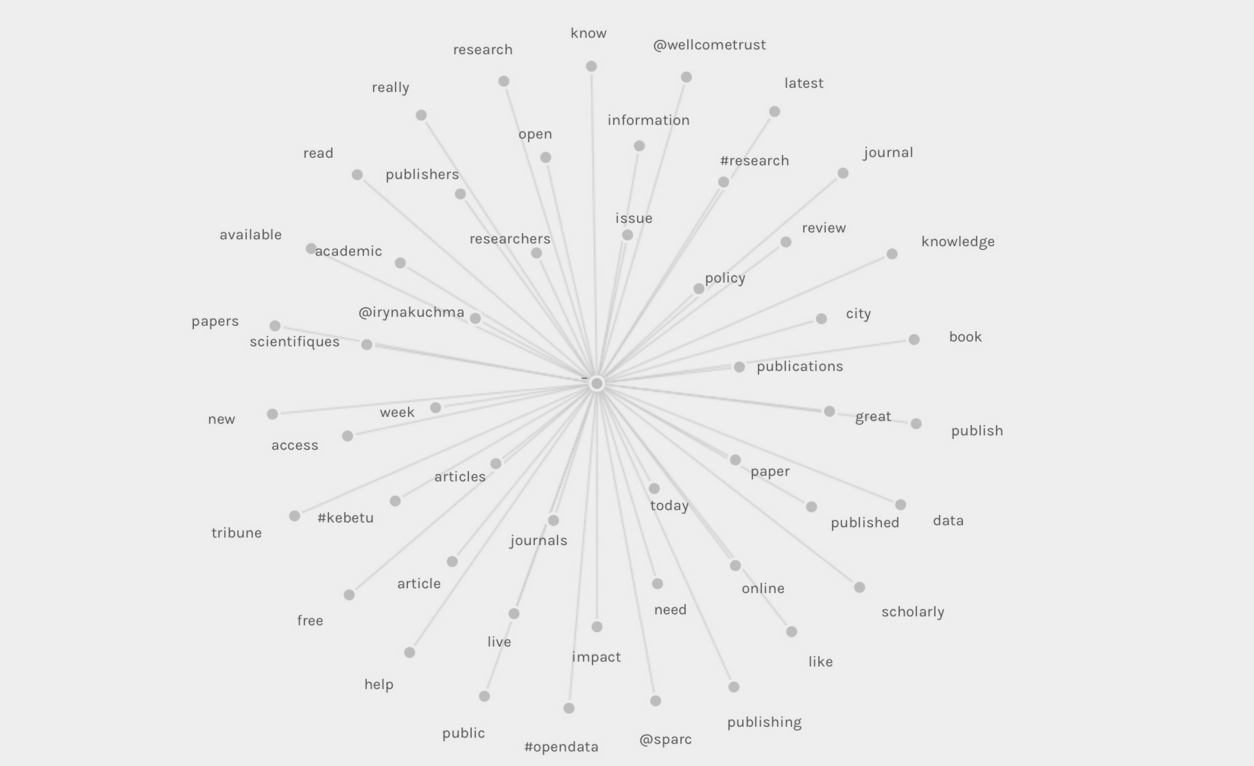 know
research
@wellcometrust
really
latest
information
open
read
publishers
#research
journal
issue
available
academic
researchers
review
knowledge
policy
papers
@irynakuchma
city
scientifiques
book
publications
new
week
great
publish
access
articles
paper
tribune
#kebetu
today
published
data
journals
article
online
free
need
scholarly
live
impact
like
help
public
publishing
#opendata
@sparc